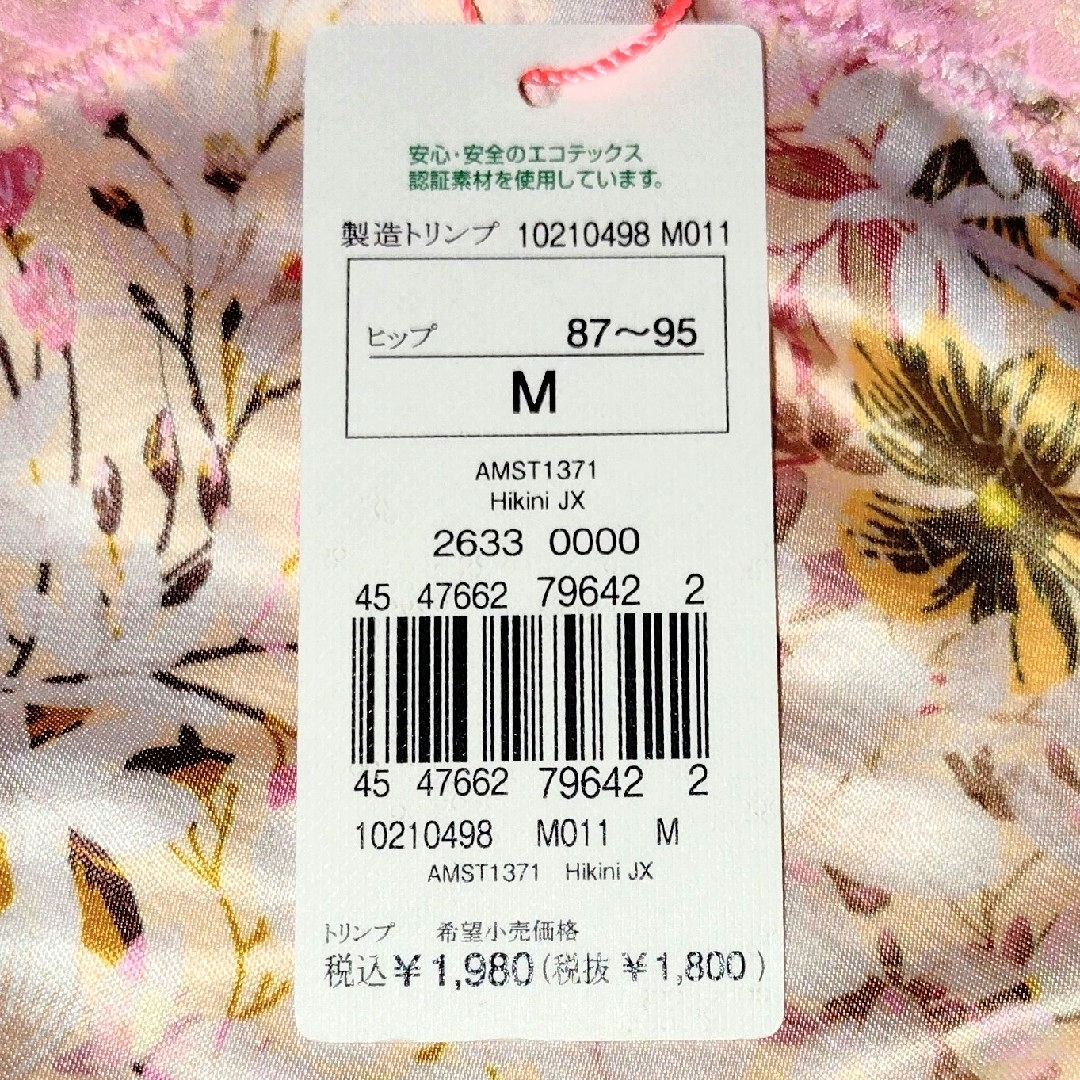 安心・安全のエコテックス
認証素材を使用しています。
製造トリンプ 10210498 M011
ヒップ 87～95
M
AMST1371
Hikini JX
2633 0000
45 47662 79642 2
45 47662 79642 2
10210498 M011 M
AMST1371 Hikini JX
トリンプ 希望小売価格
税込￥1,980(税抜￥1,800)